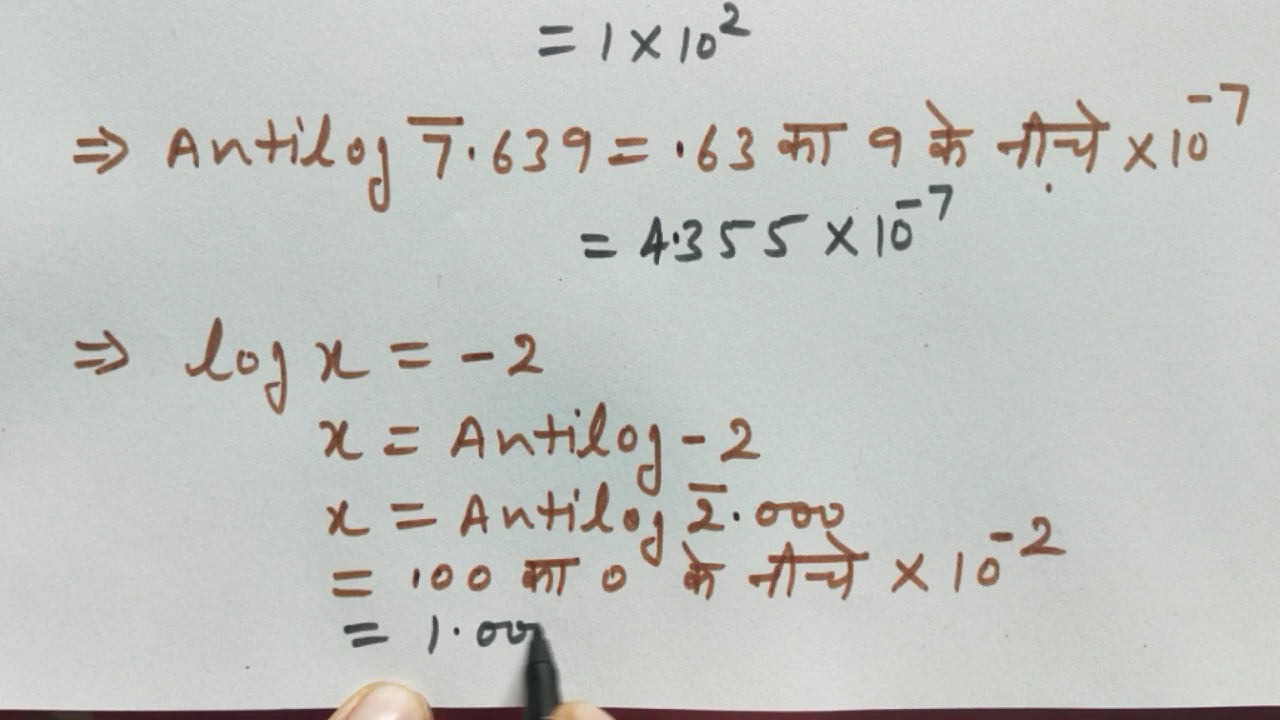 = 1 × 10²
⇒ Antilog 7̅.639 = .63 का 9 के नीचे × 10⁻⁷
= 4.355 × 10⁻⁷
⇒ log x = -2
x = Antilog -2
x = Antilog 2̅.000
= .00 का 0 के नीचे × 10⁻²
= 1.00